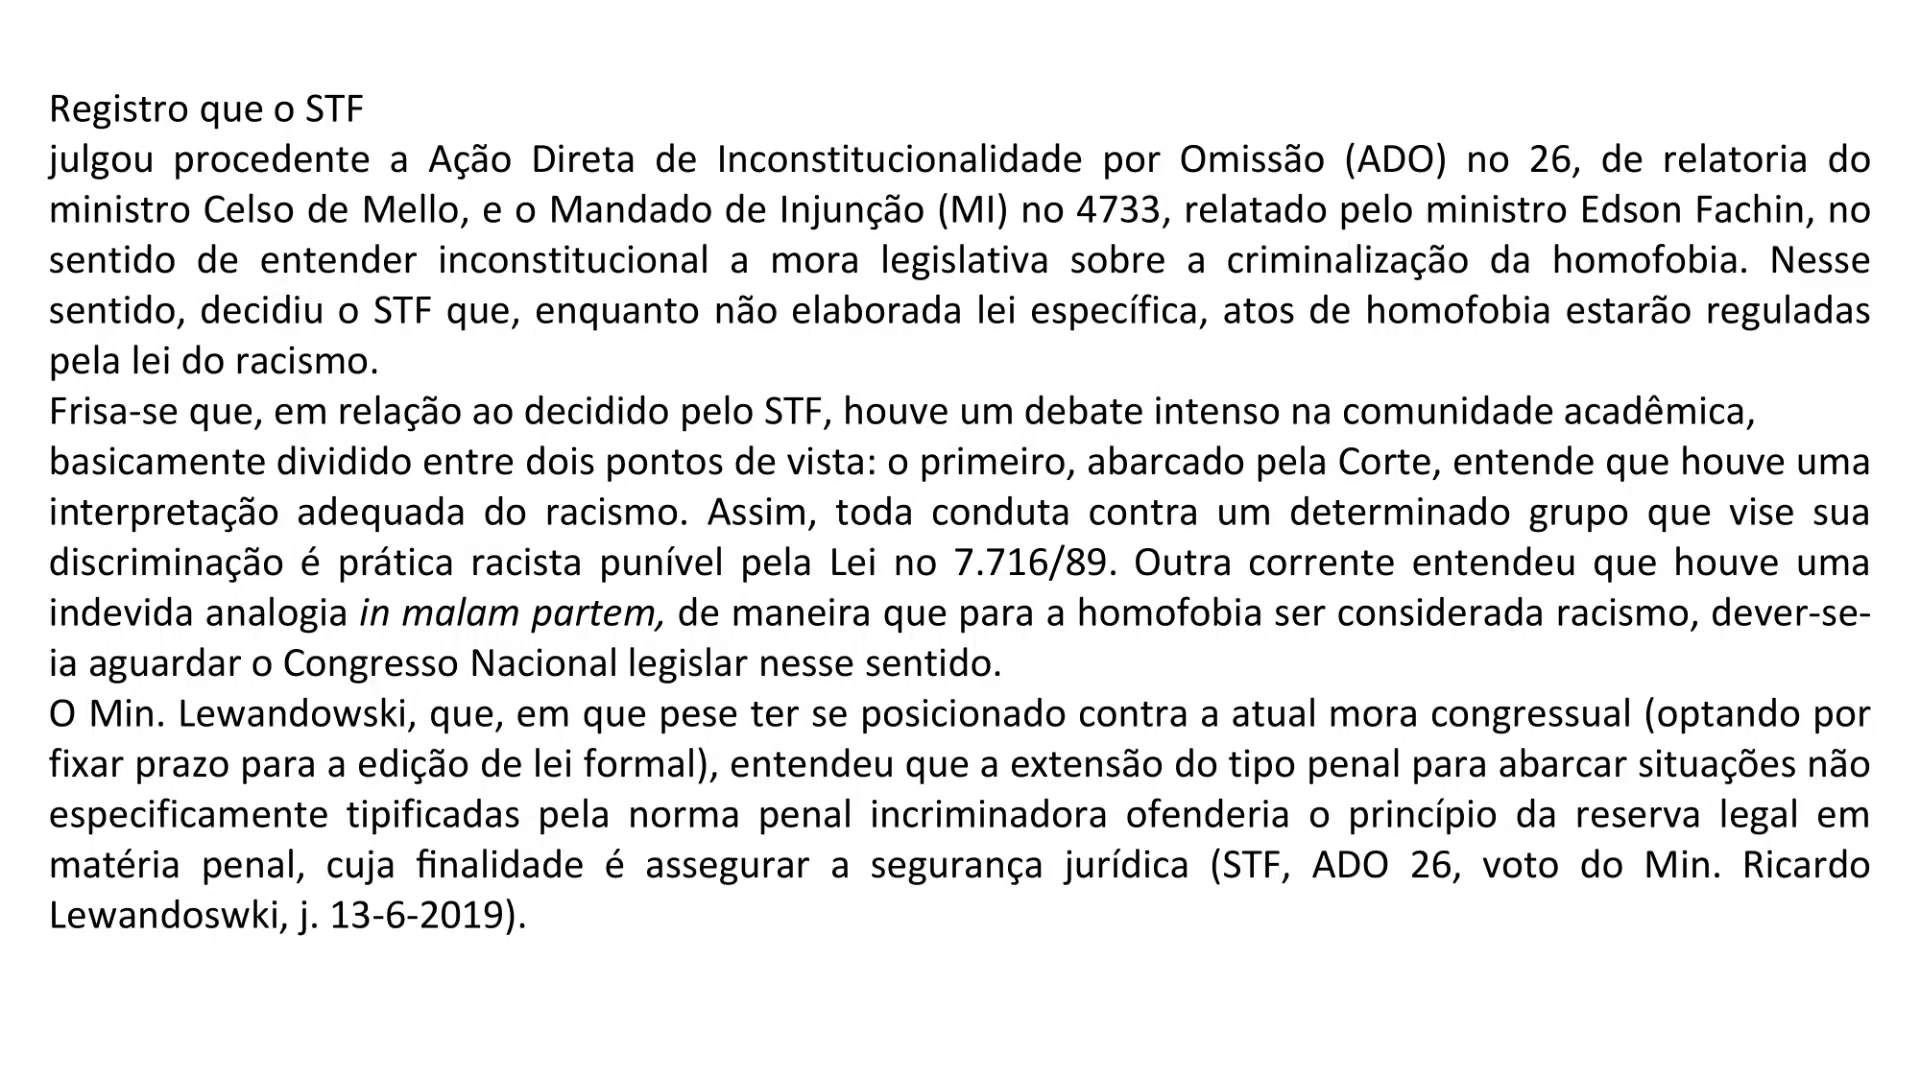 Registro que o STF
julgou procedente a Ação Direta de Inconstitucionalidade por Omissão (ADO) no 26, de relatoria do
ministro Celso de Mello, e o Mandado de Injunção (MI) no 4733, relatado pelo ministro Edson Fachin, no
sentido de entender inconstitucional a mora legislativa sobre a criminalização da homofobia. Nesse
sentido, decidiu o STF que, enquanto não elaborada lei específica, atos de homofobia estarão reguladas
pela lei do racismo.
Frisa-se que, em relação ao decidido pelo STF, houve um debate intenso na comunidade acadêmica,
basicamente dividido entre dois pontos de vista: o primeiro, abarcado pela Corte, entende que houve uma
interpretação adequada do racismo. Assim, toda conduta contra um determinado grupo que vise sua
discriminação é prática racista punível pela Lei no 7.716/89. Outra corrente entendeu que houve uma
indevida analogia in malam partem, de maneira que para a homofobia ser considerada racismo, dever-se-
ia aguardar o Congresso Nacional legislar nesse sentido.
O Min. Lewandowski, que, em que pese ter se posicionado contra a atual mora congressual (optando por
fixar prazo para a edição de lei formal), entendeu que a extensão do tipo penal para abarcar situações não
especificamente tipificadas pela norma penal incriminadora ofenderia o princípio da reserva legal em
matéria penal, cuja finalidade é assegurar a segurança jurídica (STF, ADO 26, voto do Min. Ricardo
Lewandoswki, j. 13-6-2019).